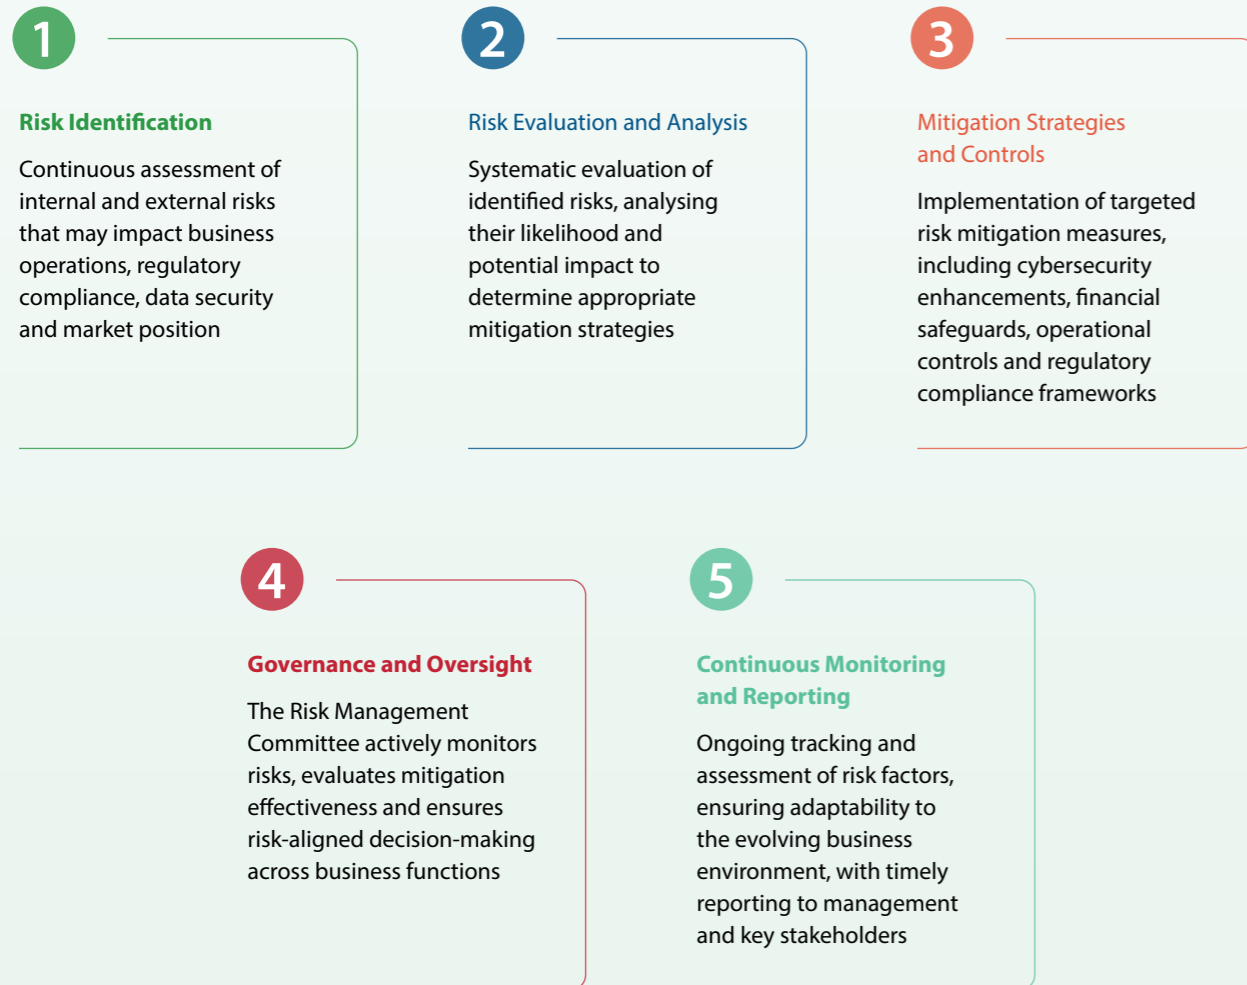 1
Risk Identification
Continuous assessment of
internal and external risks
that may impact business
operations, regulatory
compliance, data security
and market position
2
Risk Evaluation and Analysis
Systematic evaluation of
identified risks, analysing
their likelihood and
potential impact to
determine appropriate
mitigation strategies
3
Mitigation Strategies
and Controls
Implementation of targeted
risk mitigation measures,
including cybersecurity
enhancements, financial
safeguards, operational
controls and regulatory
compliance frameworks
4
Governance and Oversight
The Risk Management
Committee actively monitors
risks, evaluates mitigation
effectiveness and ensures
risk-aligned decision-making
across business functions
5
Continuous Monitoring
and Reporting
Ongoing tracking and
assessment of risk factors,
ensuring adaptability to
the evolving business
environment, with timely
reporting to management
and key stakeholders